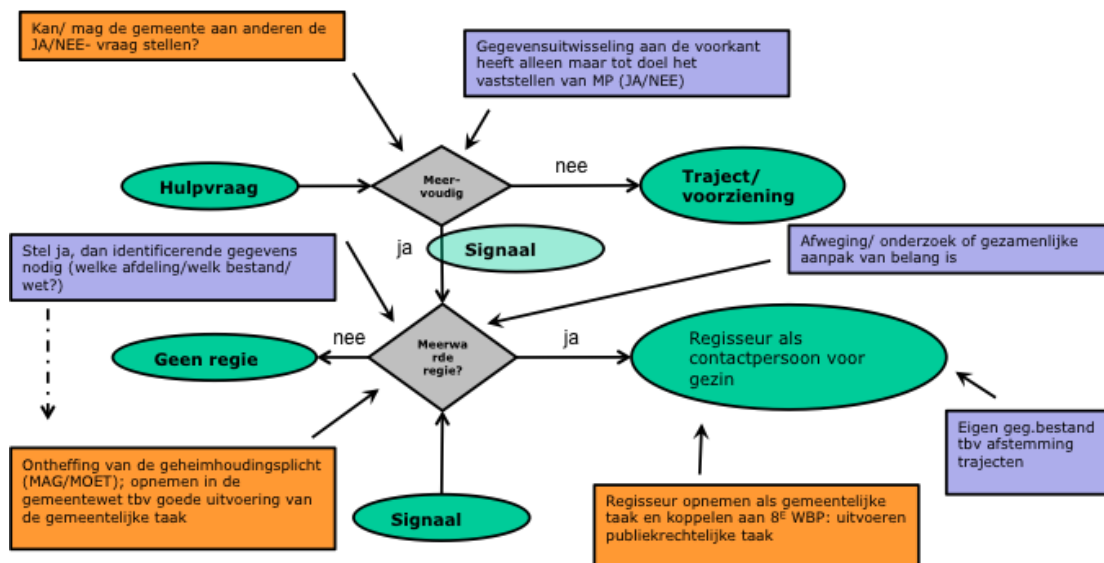 Kan/ mag de gemeente aan anderen de
JA/NEE- vraag stellen?
Gegevensuitwisseling aan de voorkant
heeft alleen maar tot doel het
vaststellen van MP (JA/NEE)
Hulpvraag
Meer-
voudig
nee
Traject/
voorziening
ja
Signaal
Stel ja, dan identificerende gegevens
nodig (welke afdeling/welk bestand/
wet?)
Afweging/ onderzoek of gezamenlijke
aanpak van belang is
Geen regie
nee
Meerwa
rde
regie?
ja
Regisseur als
contactpersoon voor
gezin
Ontheffing van de geheimhoudingsplicht
(MAG/MOET); opnemen in de
gemeentewet tbv goede uitvoering van
de gemeentelijke taak
Signaal
Regisseur opnemen als gemeentelijke
taak en koppelen aan 8E WBP: uitvoeren
publiekrechtelijke taak
Eigen geg.bestand
tbv afstemming
trajecten